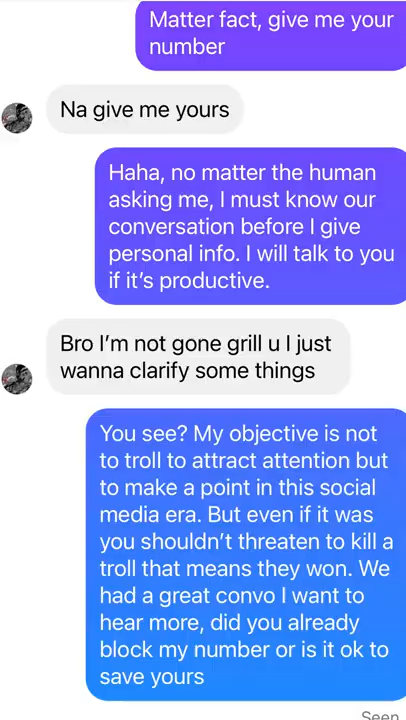 Matter fact, give me your
number
Na give me yours
Haha, no matter the human
asking me, I must know our
conversation before I give
personal info. I will talk to you
if it's productive.
Bro I'm not gone grill u I just
wanna clarify some things
You see? My objective is not
to troll to attract attention but
to make a point in this social
media era. But even if it was
you shouldn't threaten to kill a
troll that means they won. We
had a great convo I want to
hear more, did you already
block my number or is it ok to
save yours
Seen